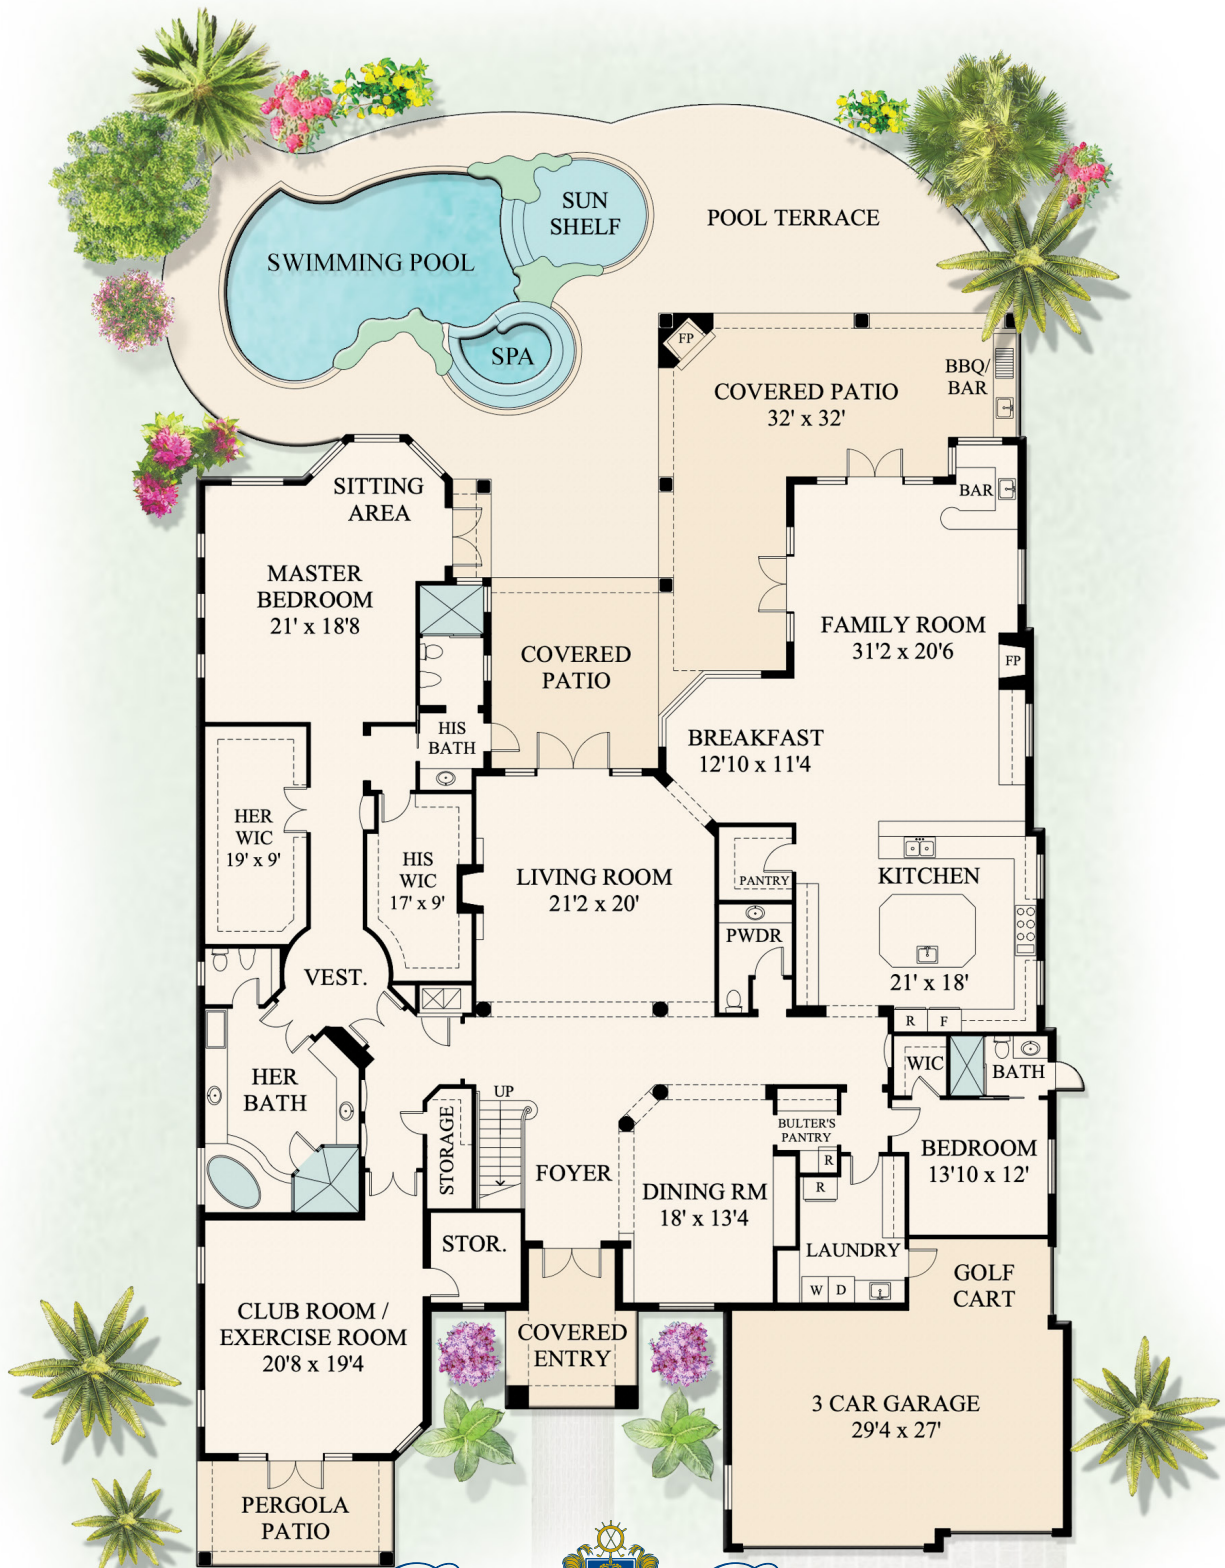 SUN
SHELF
POOL TERRACE
SWIMMING POOL
SPA
FP
BBQ/
BAR
COVERED PATIO
32' x 32'
SITTING
AREA
BAR
MASTER
BEDROOM
21' x 18'8
COVERED
PATIO
FAMILY ROOM
31'2 x 20'6
FP
HIS
BATH
BREAKFAST
12'10 x 11'4
HER
WIC
19' x 9'
HIS
WIC
17' x 9'
LIVING ROOM
21'2 x 20'
PANTRY
KITCHEN
21' x 18'
PWDR
VEST.
R
F
HER
BATH
WIC
BATH
UP
STORAGE
BULTER'S
PANTRY
R
BEDROOM
13'10 x 12'
FOYER
DINING RM
18' x 13'4
R
STOR.
LAUNDRY
W
D
GOLF
CART
CLUB ROOM /
EXERCISE ROOM
20'8 x 19'4
COVERED
ENTRY
3 CAR GARAGE
29'4 x 27'
PERGOLA
PATIO